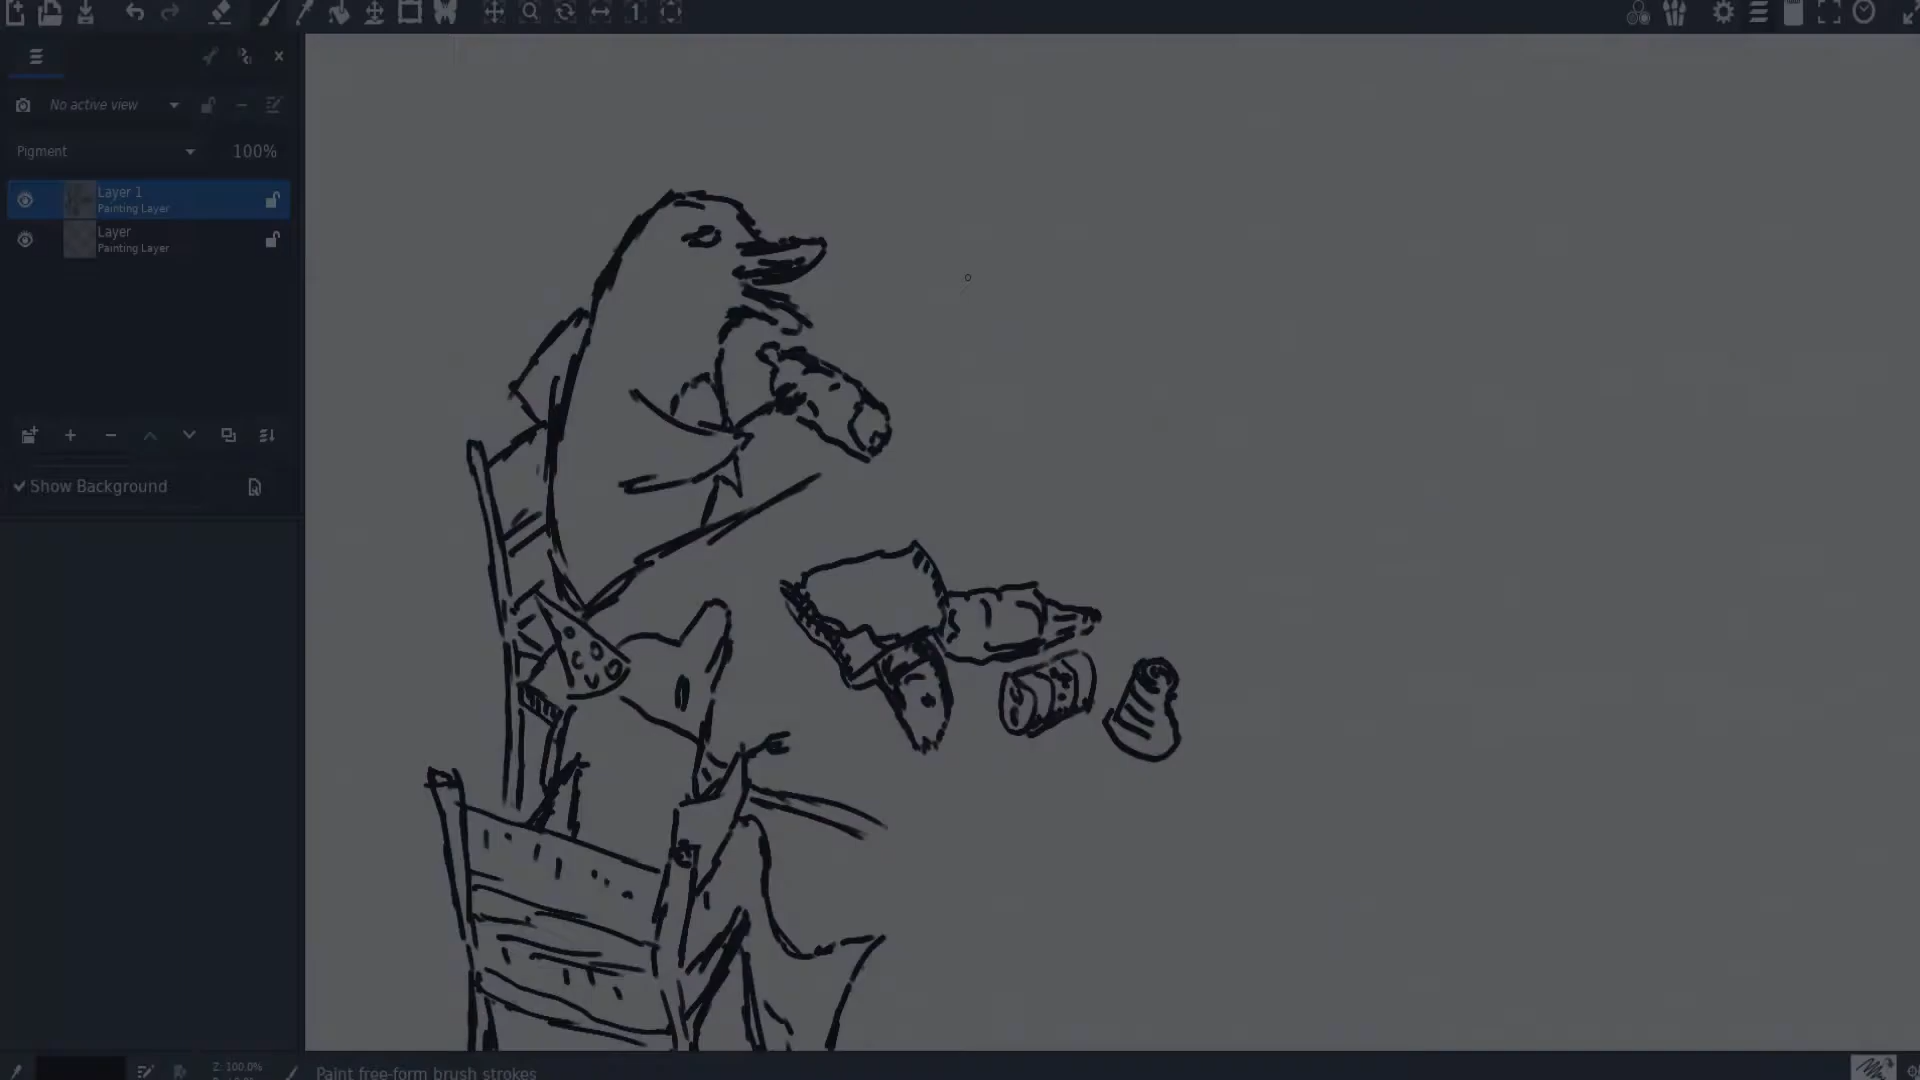 No active view
Pigment 100%
Layer 1
Painting Layer
Layer
Painting Layer
Show Background
Z: 100.0%
Paint free-form brush strokes